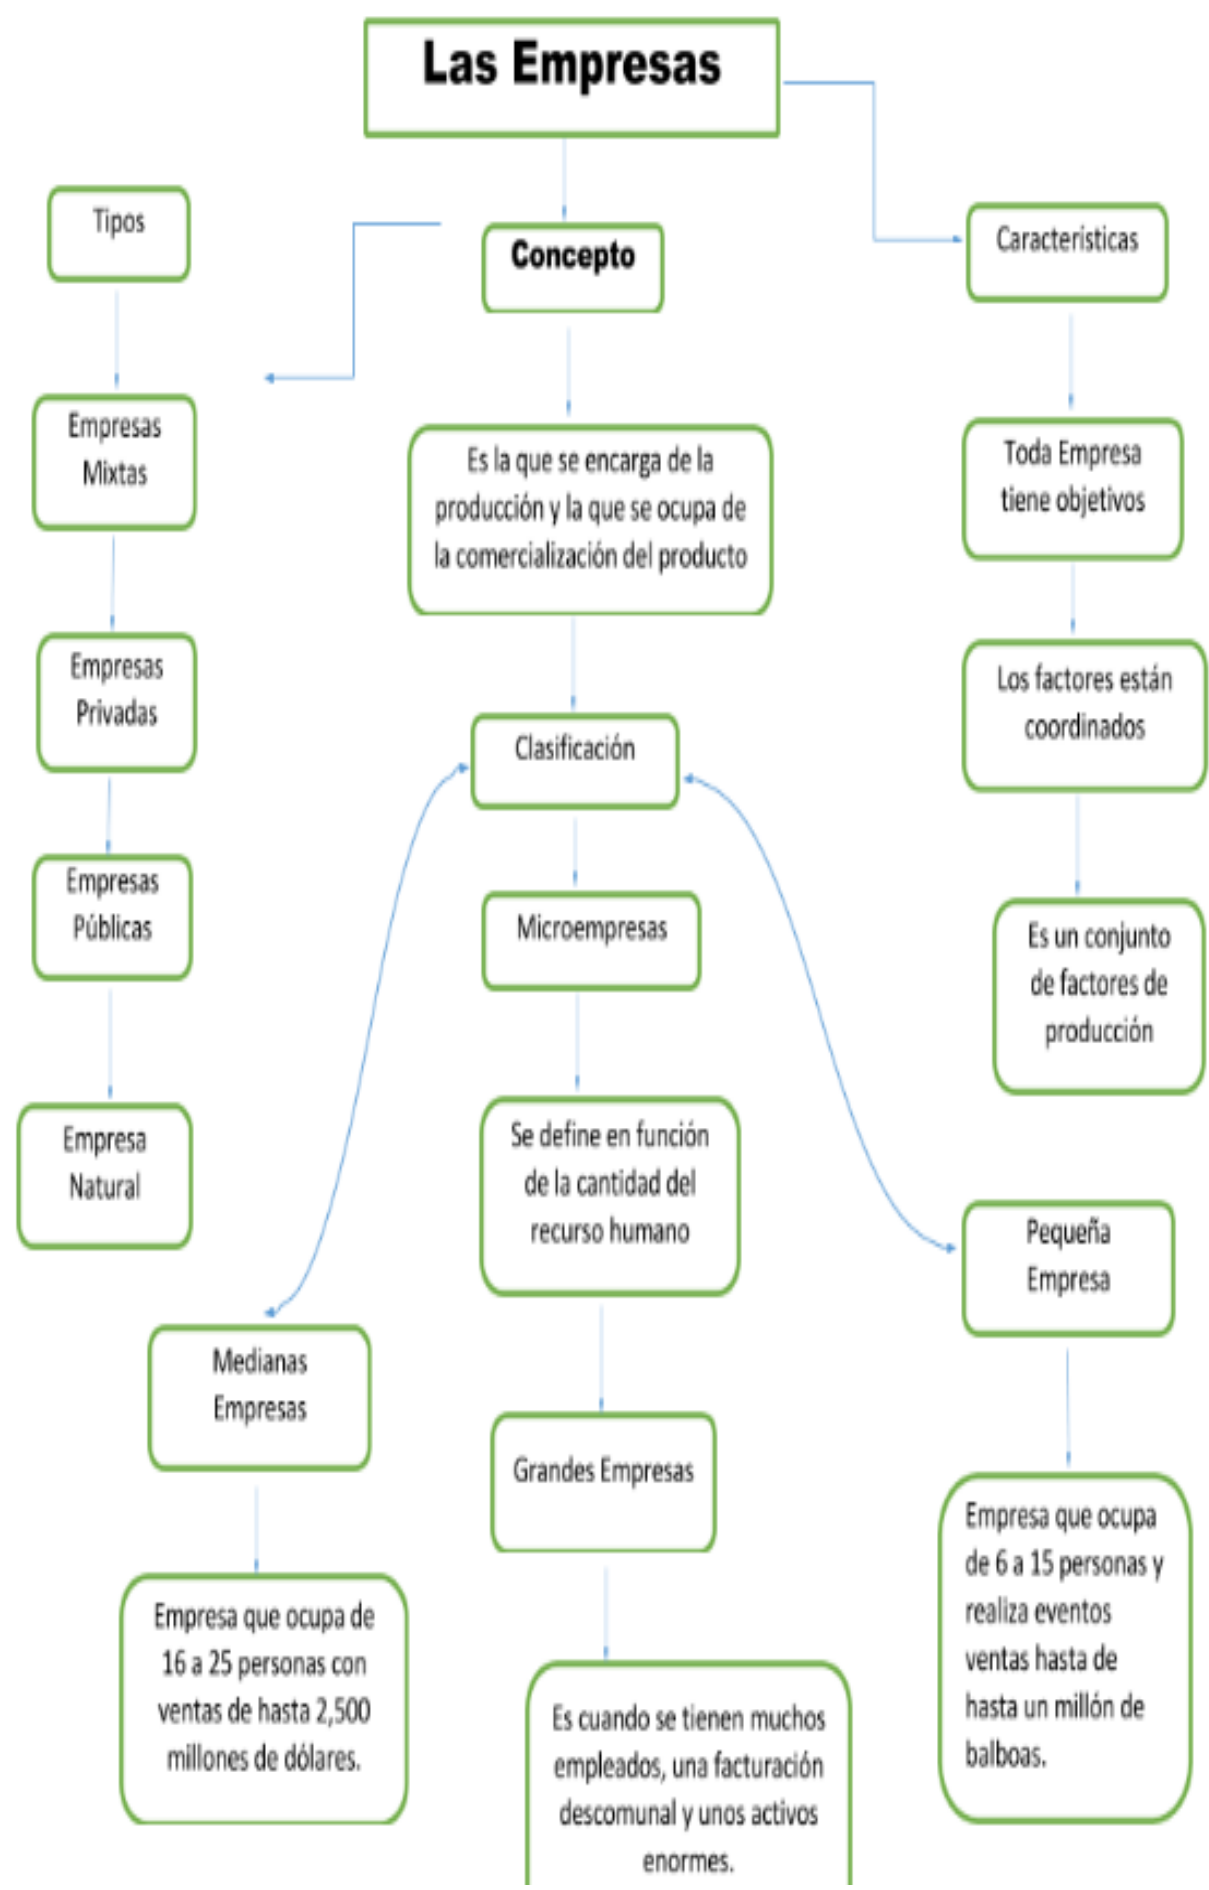 Las Empresas
Tipos
Concepto
Características
Empresas
Mixtas
Es la que se encarga de la
producción y la que se ocupa de
la comercialización del producto
Toda Empresa
tiene objetivos
Empresas
Privadas
Los factores están
coordinados
Clasificación
Empresas
Públicas
Microempresas
Es un conjunto
de factores de
producción
Empresa
Natural
Se define en función
de la cantidad del
recurso humano
Pequeña
Empresa
Medianas
Empresas
Grandes Empresas
Empresa que ocupa
de 6 a 15 personas y
realiza eventos
ventas hasta de
hasta un millón de
balboas.
Empresa que ocupa de
16 a 25 personas con
ventas de hasta 2,500
millones de dólares.
Es cuando se tienen muchos
empleados, una facturación
descomunal y unos activos
enormes.